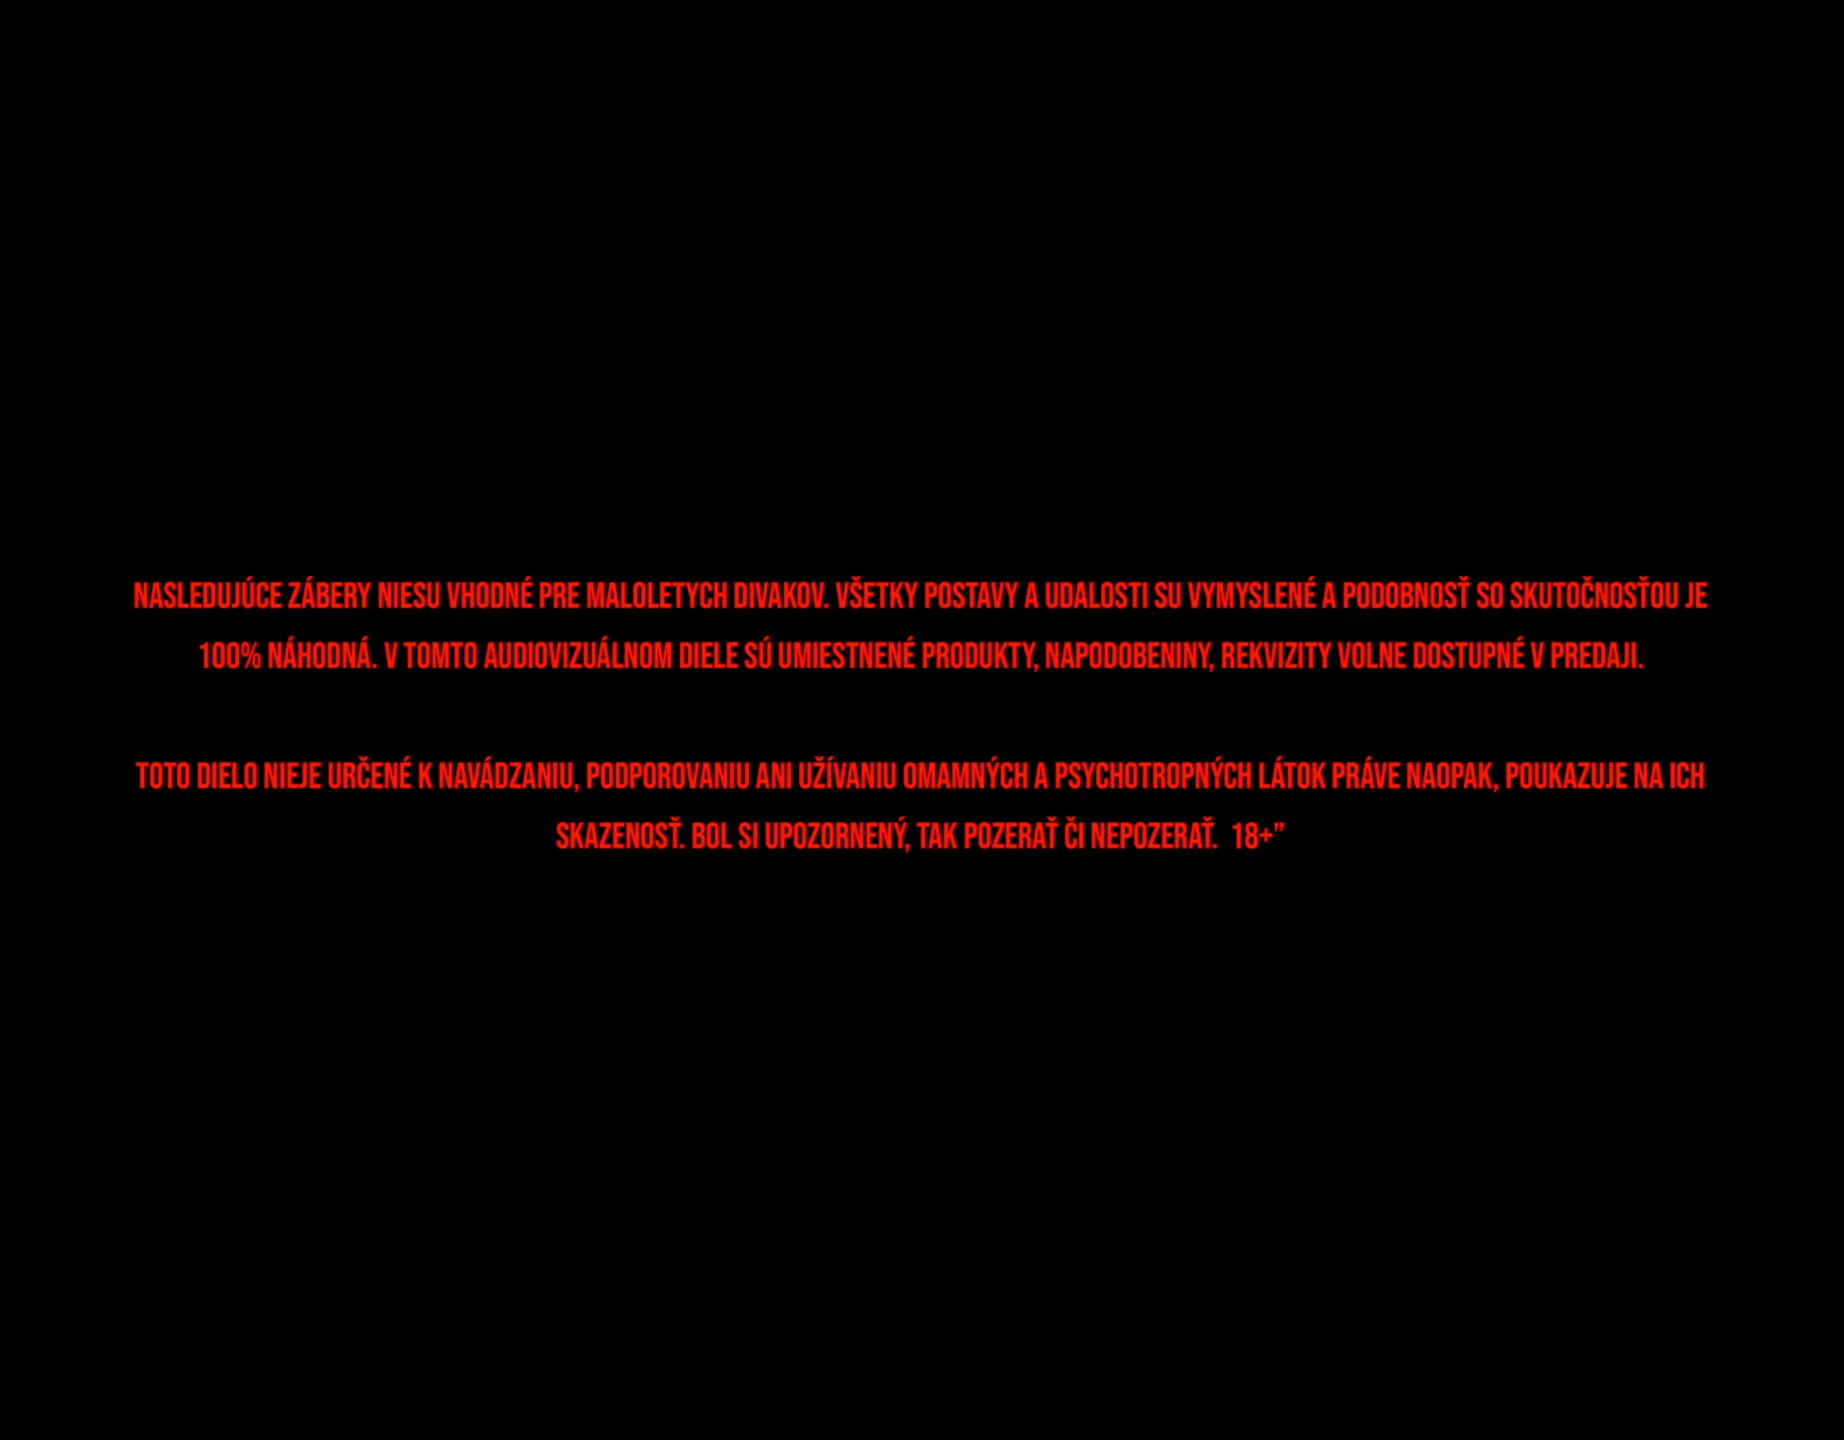 NASLEDUJÚCE ZÁBERY NIESU VHODNÉ PRE MALOLETYCH DIVAKOV. VŠETKY POSTAVY A UDALOSTI SU VYMYSLENÉ A PODOBNOSŤ SO SKUTOČNOSŤOU JE
100% NÁHODNÁ. V TOMTO AUDIOVIZUÁLNOM DIELE SÚ UMIESTNENÉ PRODUKTY, NAPODOBENINY, REKVIZITY VOLNE DOSTUPNÉ V PREDAJI.
TOTO DIELO NIEJE URČENÉ K NAVÁDZANIU, PODPOROVANIU ANI UŽÍVANIU OMAMNÝCH A PSYCHOTROPNÝCH LÁTOK PRÁVE NAOPAK, POUKAZUJE NA ICH
SKAZENOSŤ. BOL SI UPOZORNENÝ, TAK POZERAŤ ČI NEPOZERAŤ. 18+”